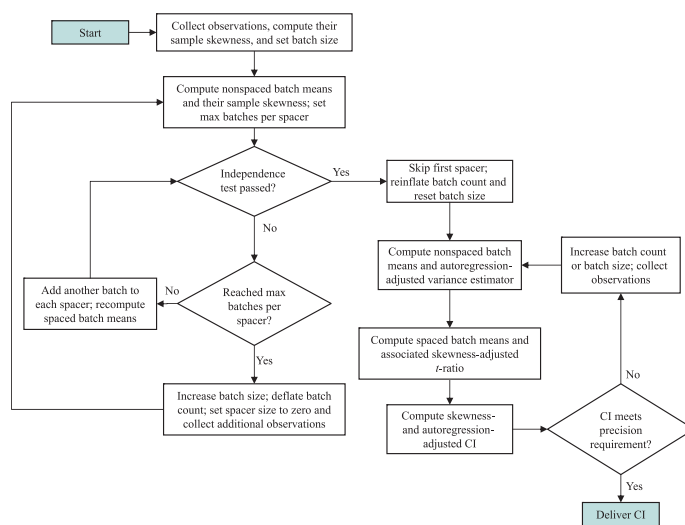 Start
Collect observations, compute their
sample skewness, and set batch size
Compute nonspaced batch means
and their sample skewness; set
max batches per spacer
Independence
test passed?
Yes
Skip first spacer;
reinflate batch count and
reset batch size
No
Add another batch to
each spacer; recompute
spaced batch means
No
Reached max
batches per
spacer?
Yes
Increase batch size; deflate batch
count; set spacer size to zero and
collect additional observations
Compute nonspaced batch
means and autoregression-
adjusted variance estimator
Increase batch count
or batch size; collect
observations
Compute spaced batch means and
associated skewness-adjusted
t-ratio
Compute skewness-
and autoregression-
adjusted CI
No
CI meets
precision
requirement?
Yes
Deliver CI